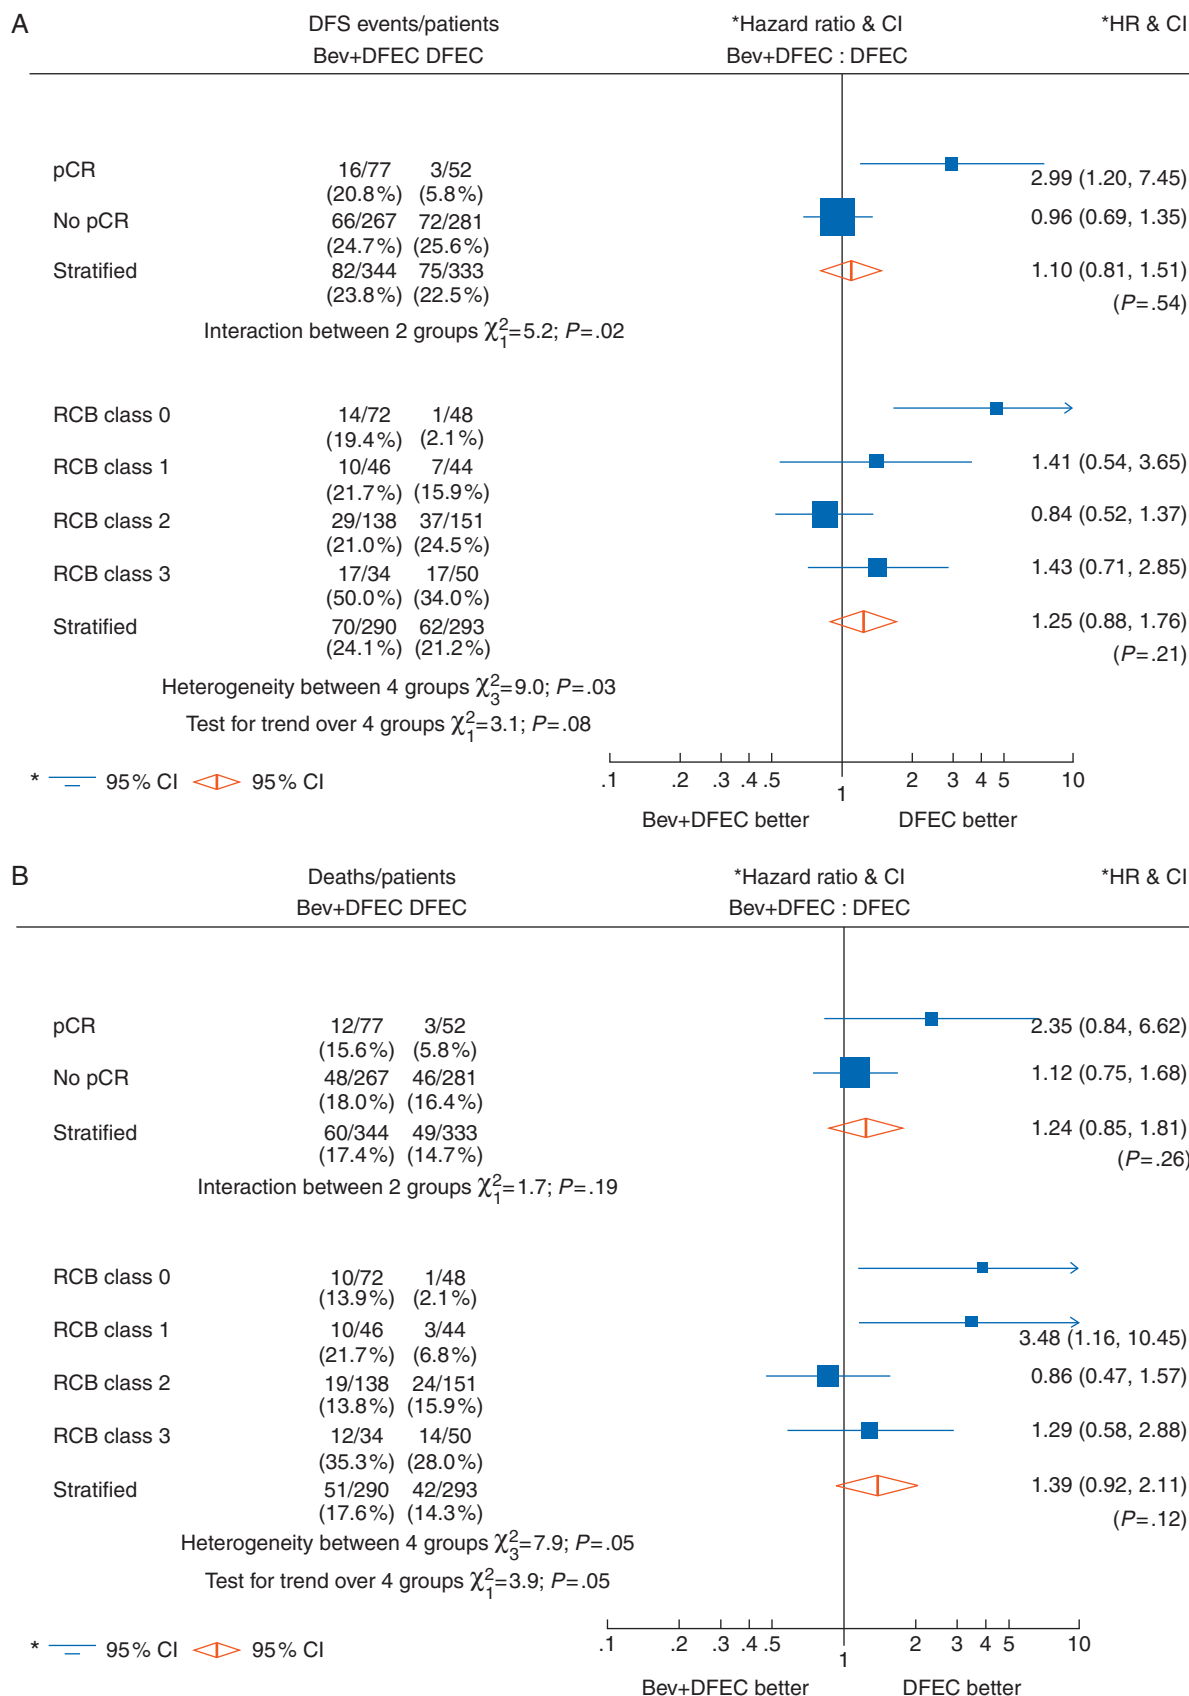 A
DFS events/patients *Hazard ratio & CI *HR & CI
Bev+DFEC DFEC Bev+DFEC : DFEC
pCR 16/77 3/52
(20.8%) (5.8%) 2.99 (1.20, 7.45)
No pCR 66/267 72/281 0.96 (0.69, 1.35)
(24.7%) (25.6%)
Stratified 82/344 75/333 1.10 (0.81, 1.51)
(23.8%) (22.5%) (P=.54)
Interaction between 2 groups χ²₁=5.2; P=.02
RCB class 0 14/72 1/48
(19.4%) (2.1%)
RCB class 1 10/46 7/44 1.41 (0.54, 3.65)
(21.7%) (15.9%)
RCB class 2 29/138 37/151 0.84 (0.52, 1.37)
(21.0%) (24.5%)
RCB class 3 17/34 17/50 1.43 (0.71, 2.85)
(50.0%) (34.0%)
Stratified 70/290 62/293 1.25 (0.88, 1.76)
(24.1%) (21.2%) (P=.21)
Heterogeneity between 4 groups χ²₃=9.0; P=.03
Test for trend over 4 groups χ²₁=3.1; P=.08
* 95% CI 95% CI
.1 .2 .3 .4 .5 1 2 3 4 5 10
Bev+DFEC better DFEC better
B
Deaths/patients *Hazard ratio & CI *HR & CI
Bev+DFEC DFEC Bev+DFEC : DFEC
pCR 12/77 3/52 2.35 (0.84, 6.62)
(15.6%) (5.8%)
No pCR 48/267 46/281 1.12 (0.75, 1.68)
(18.0%) (16.4%)
Stratified 60/344 49/333 1.24 (0.85, 1.81)
(17.4%) (14.7%) (P=.26)
Interaction between 2 groups χ²₁=1.7; P=.19
RCB class 0 10/72 1/48
(13.9%) (2.1%)
RCB class 1 10/46 3/44 3.48 (1.16, 10.45)
(21.7%) (6.8%)
RCB class 2 19/138 24/151 0.86 (0.47, 1.57)
(13.8%) (15.9%)
RCB class 3 12/34 14/50 1.29 (0.58, 2.88)
(35.3%) (28.0%)
Stratified 51/290 42/293 1.39 (0.92, 2.11)
(17.6%) (14.3%) (P=.12)
Heterogeneity between 4 groups χ²₃=7.9; P=.05
Test for trend over 4 groups χ²₁=3.9; P=.05
* 95% CI 95% CI
.1 .2 .3 .4 .5 1 2 3 4 5 10
Bev+DFEC better DFEC better